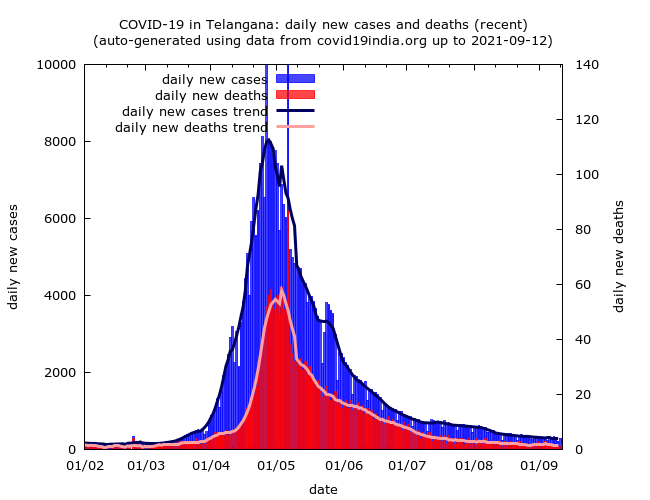 COVID-19 in Telangana: daily new cases and deaths (recent)
(auto-generated using data from covid19india.org up to 2021-09-12)
daily new cases
daily new deaths
daily new cases trend
daily new deaths trend
10000
8000
6000
4000
2000
0
140
120
100
80
60
40
20
0
daily new cases
daily new deaths
01/02 01/03 01/04 01/05 01/06 01/07 01/08 01/09
date